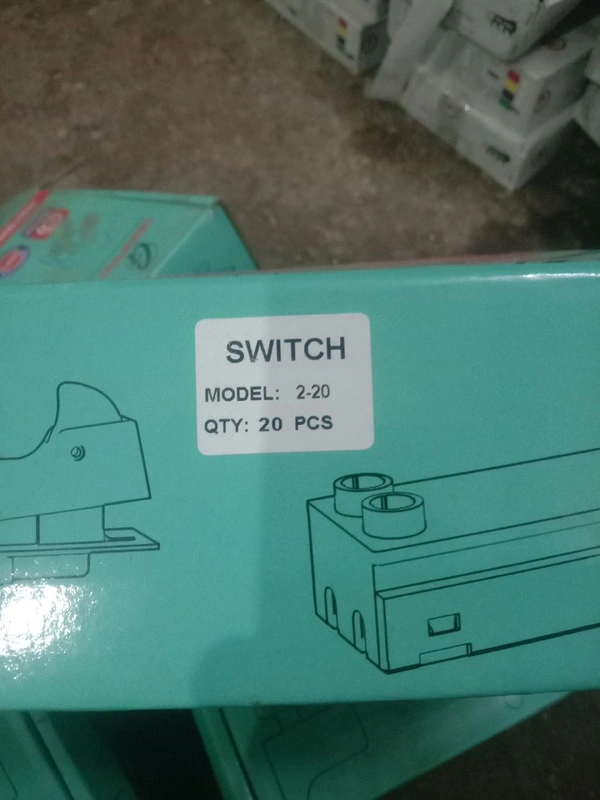 SWITCH
MODEL: 2-20
QTY: 20 PCS